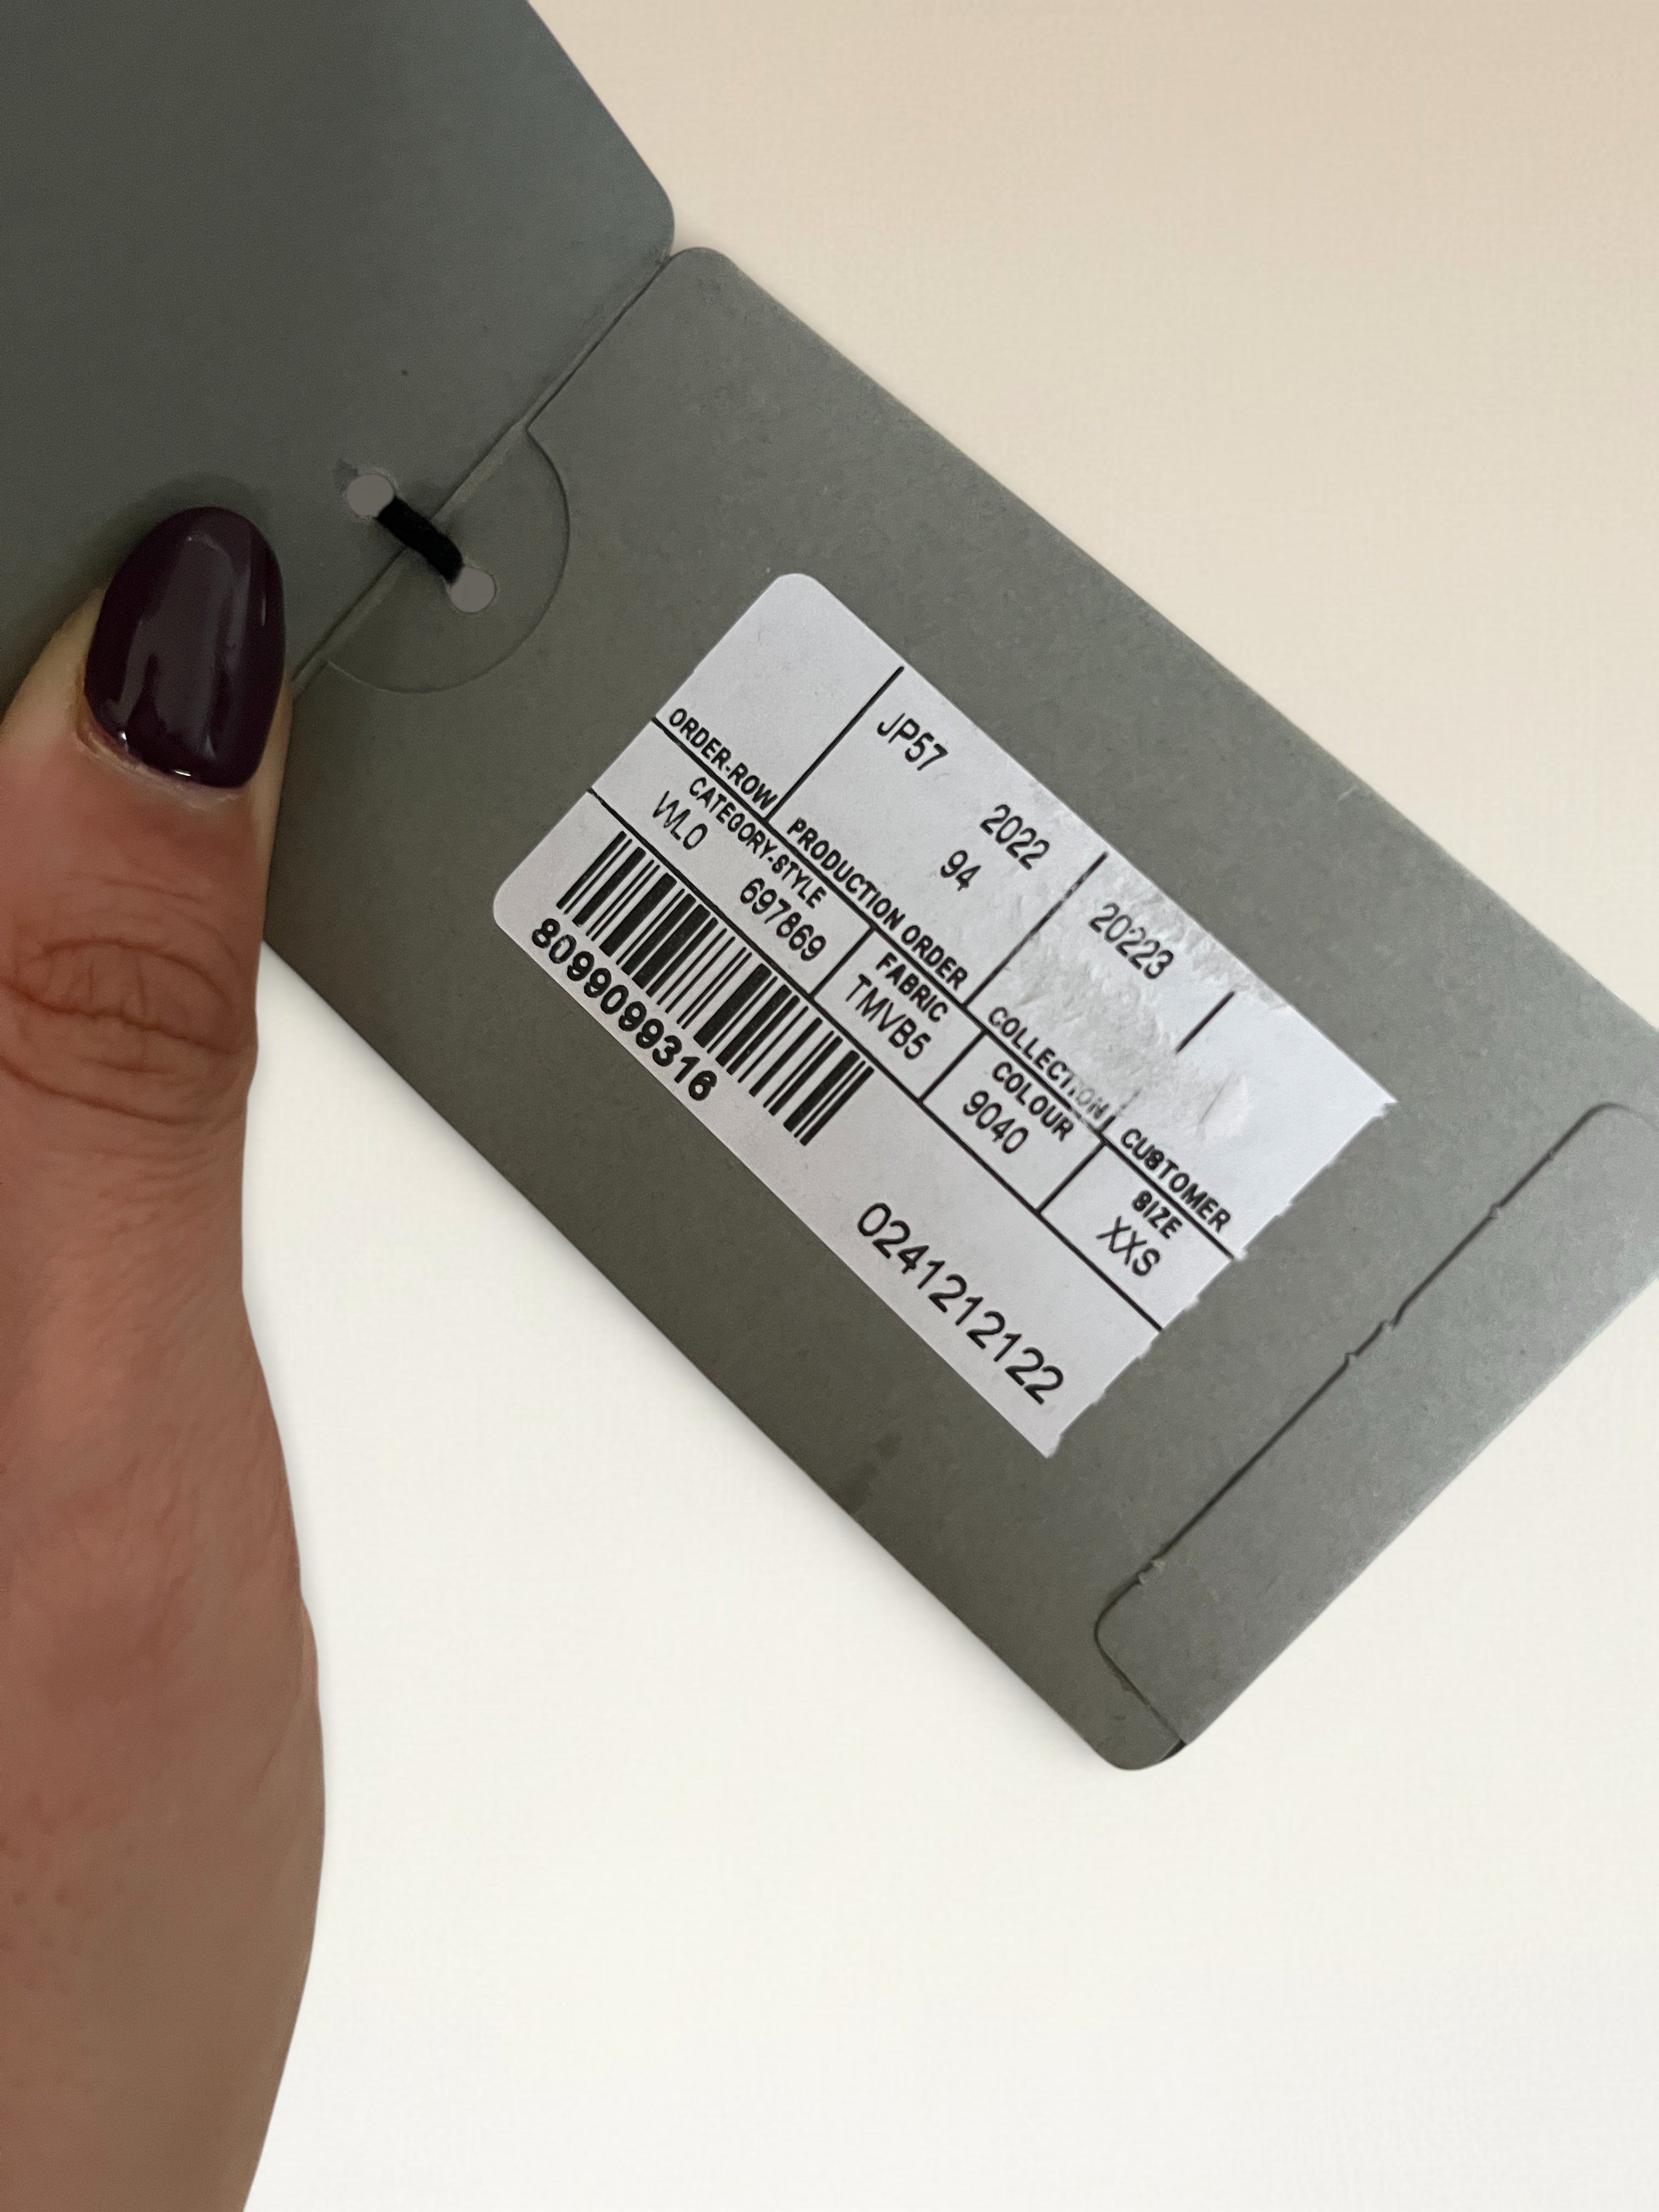 JP57 2022 20223
94
ORDER-ROW PRODUCTION ORDER COLLECTION CUSTOMER
CATEGORY-STYLE FABRIC COLOUR SIZE
WL0 697869 TMVB5 9040 XXS
8099099316 024121212122